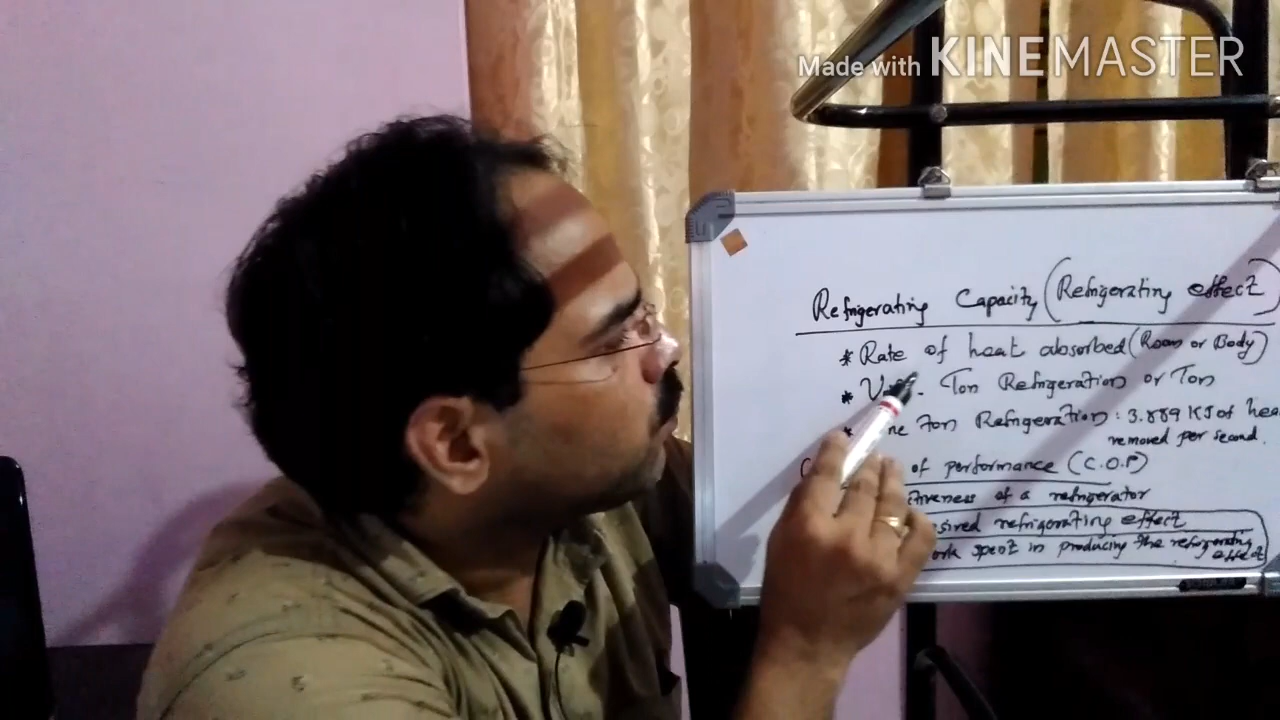 Made with KINEMASTER
Refrigerating Capacity (Refrigerating effect)
* Rate of heat absorbed (Room or Body)
* Ton Refrigeration or Ton
Ton Refrigeration : 3.889 KJ of
removed per second.
of performance (C.O.P)
of a refrigerator
refrigerating effect
spent in producing the refrigerating
effect